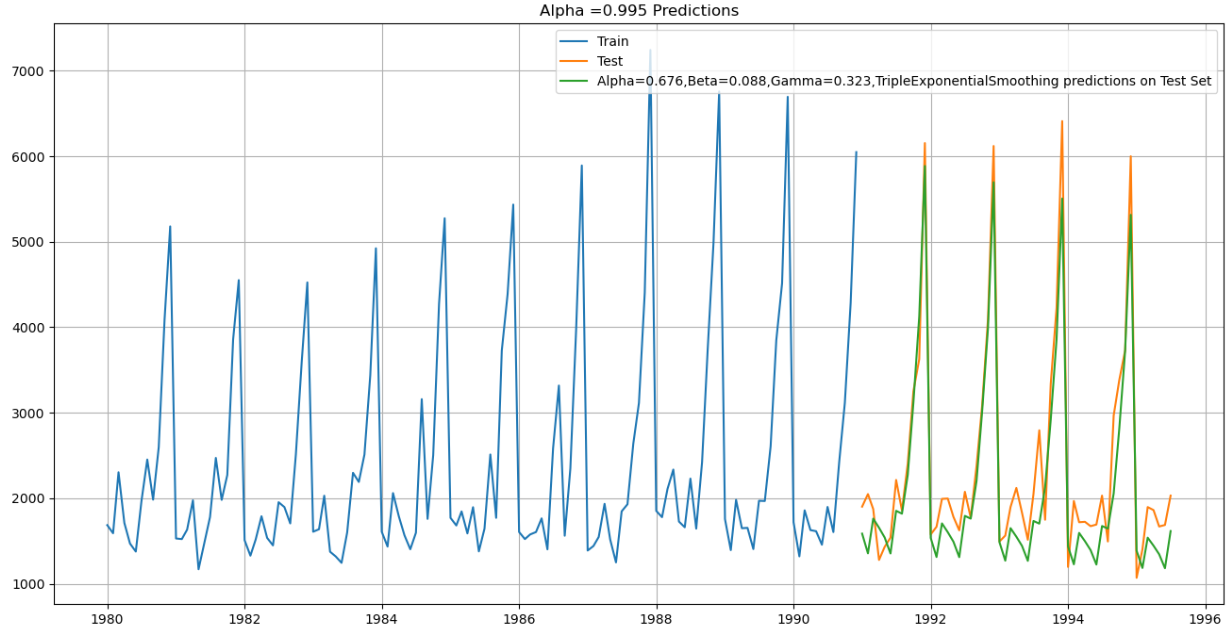 Alpha =0.995 Predictions
Train
Test
Alpha=0.676,Beta=0.088,Gamma=0.323,TripleExponentialSmoothing predictions on Test Set
7000
6000
5000
4000
3000
2000
1000
1980 1982 1984 1986 1988 1990 1992 1994 1996